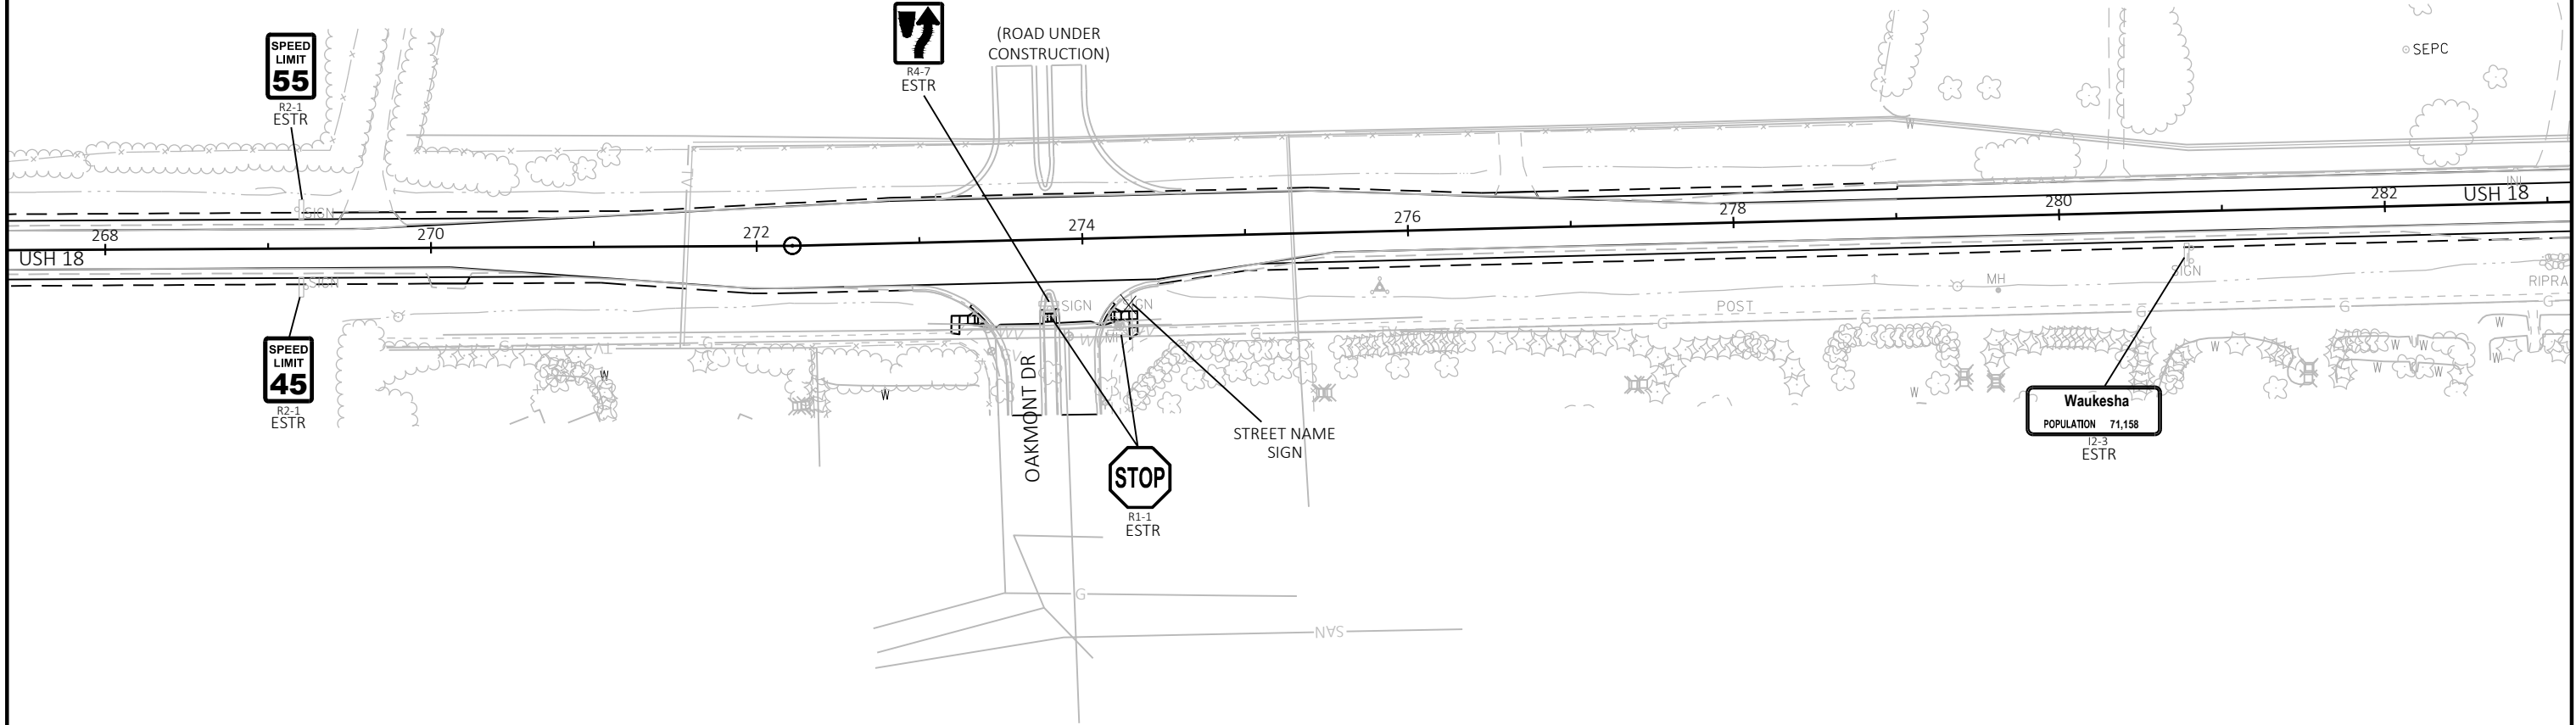 SPEED
LIMIT
55
R2-1
ESTR
R4-7
ESTR
(ROAD UNDER
CONSTRUCTION)
SEPC
W
SIGN
INL
268
270
272
274
276
278
280
282
USH 18
USH 18
SIGN
SIGN
SIGN
SIGN
MH
POST
RIPRA
G
G
G
G
G
G
G
G
W
W
W
W
W
W
W
W
W
W
SPEED
LIMIT
45
R2-1
ESTR
OAKMONT DR
STREET NAME
SIGN
STOP
R1-1
ESTR
Waukesha
POPULATION 71,158
I2-3
ESTR
G
SAN